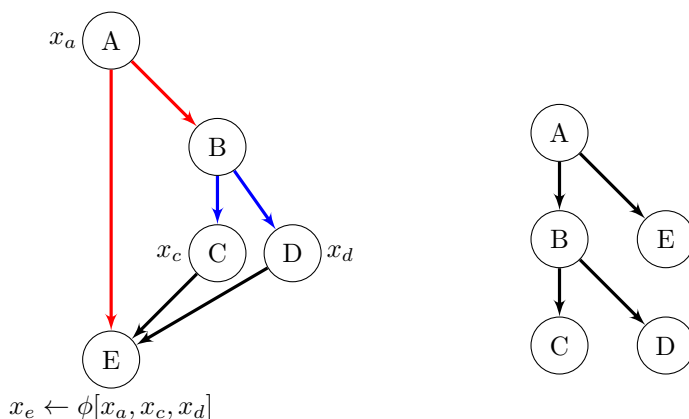 x_a A
B
x_c C D x_d
E
x_e ← ϕ[x_a, x_c, x_d]
A
B E
C D